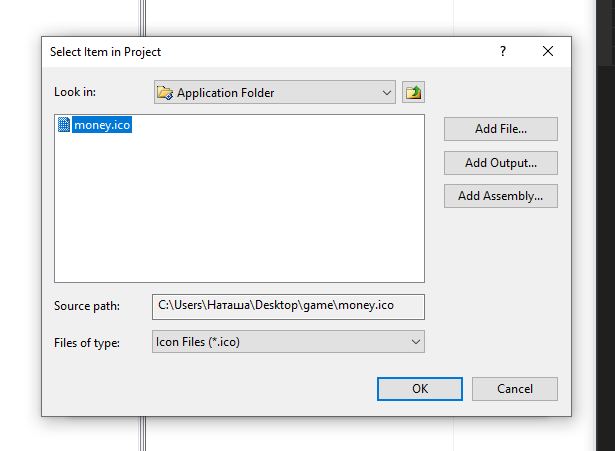 Select Item in Project
?
Look in:
Application Folder
money.ico
Add File...
Add Output...
Add Assembly...
Source path:
C:\Users\Наташа\Desktop\game\money.ico
Files of type:
Icon Files (*.ico)
OK
Cancel